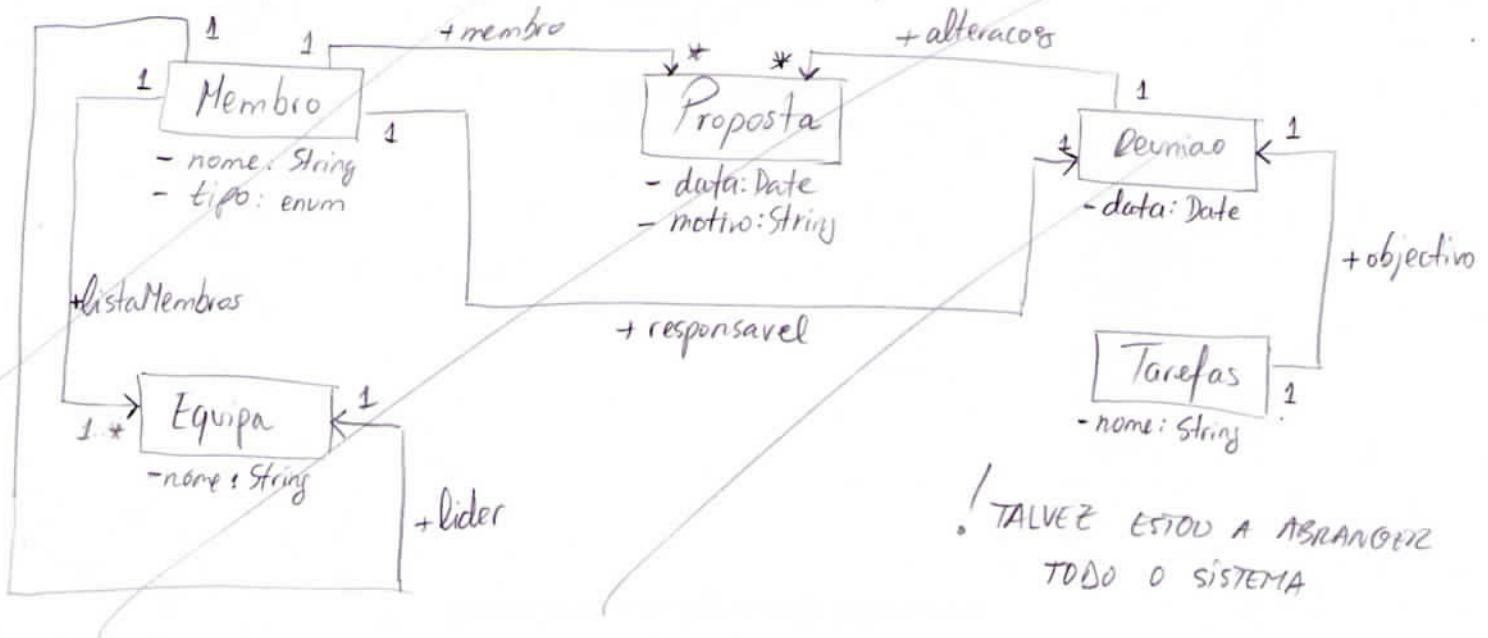 1
1
+membro
*
*
+alteracoes
1
1
Membro
1
- nome: String
- tipo: enum
Proposta
- data: Date
- motivo: String
1
Reuniao
1
- data: Date
+objectivo
+listaMembros
+ responsavel
Tarefas
1
- nome: String
1..*
Equipa
1
- nome: String
+lider
! TALVEZ ESTOU A ABRANGER
TODO O SISTEMA